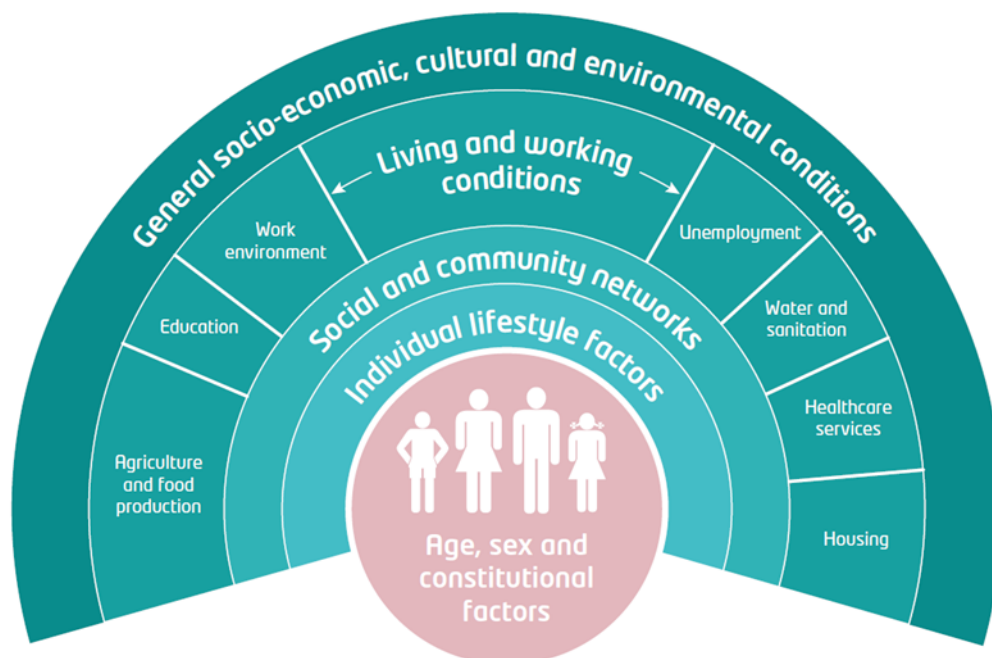 General socio-economic, cultural and environmental conditions
Living and working
conditions
Work
environment
Unemployment
Education
Water and
sanitation
Agriculture
and food
production
Healthcare
services
Housing
Social and community networks
Individual lifestyle factors
Age, sex and
constitutional
factors